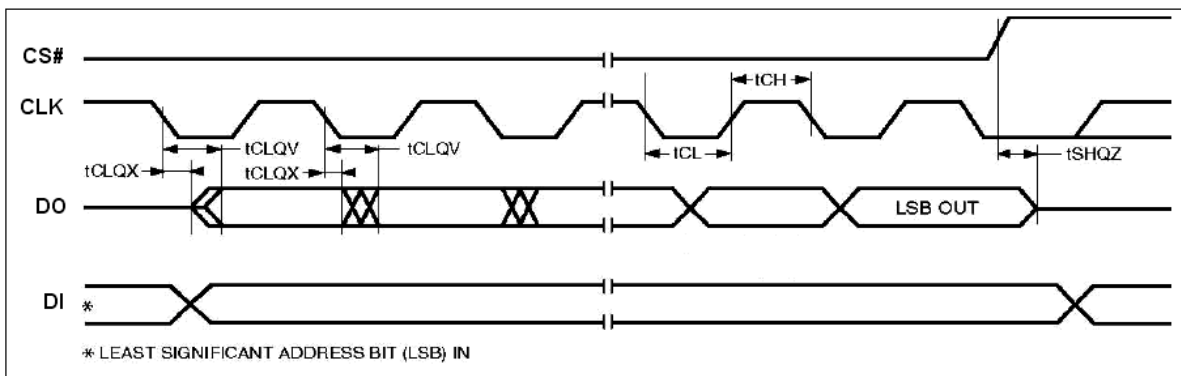 CS#
tCH
CLK
tCLQV
tCLQV
tCL
tSHQZ
tCLQX
tCLQX
DO
LSB OUT
DI
*
* LEAST SIGNIFICANT ADDRESS BIT (LSB) IN